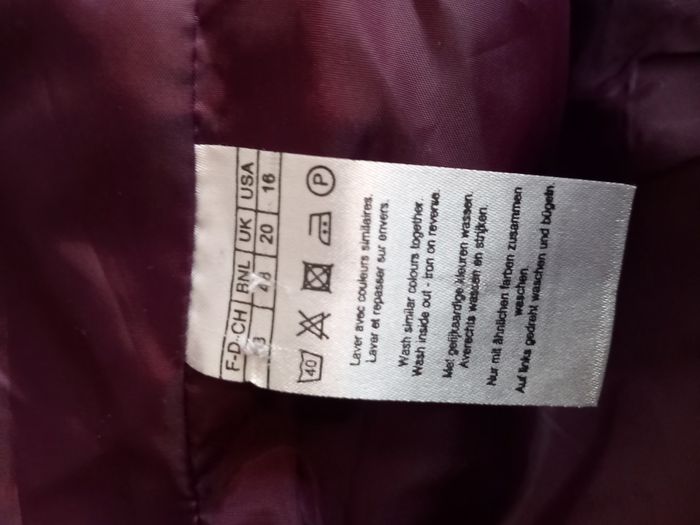 F-D-CH BNL UK USA
20 16
40 P
Laver avec couleurs similaires.
Laver et repasser sur envers.
Wash similar colours together.
Wash inside out - iron on reverse.
Met gelijkaardige kleuren wassen.
Averechts wassen en strijken.
Nur mit ähnlichen farben zusammen
waschen.
Auf links gedreht waschen und bügeln.